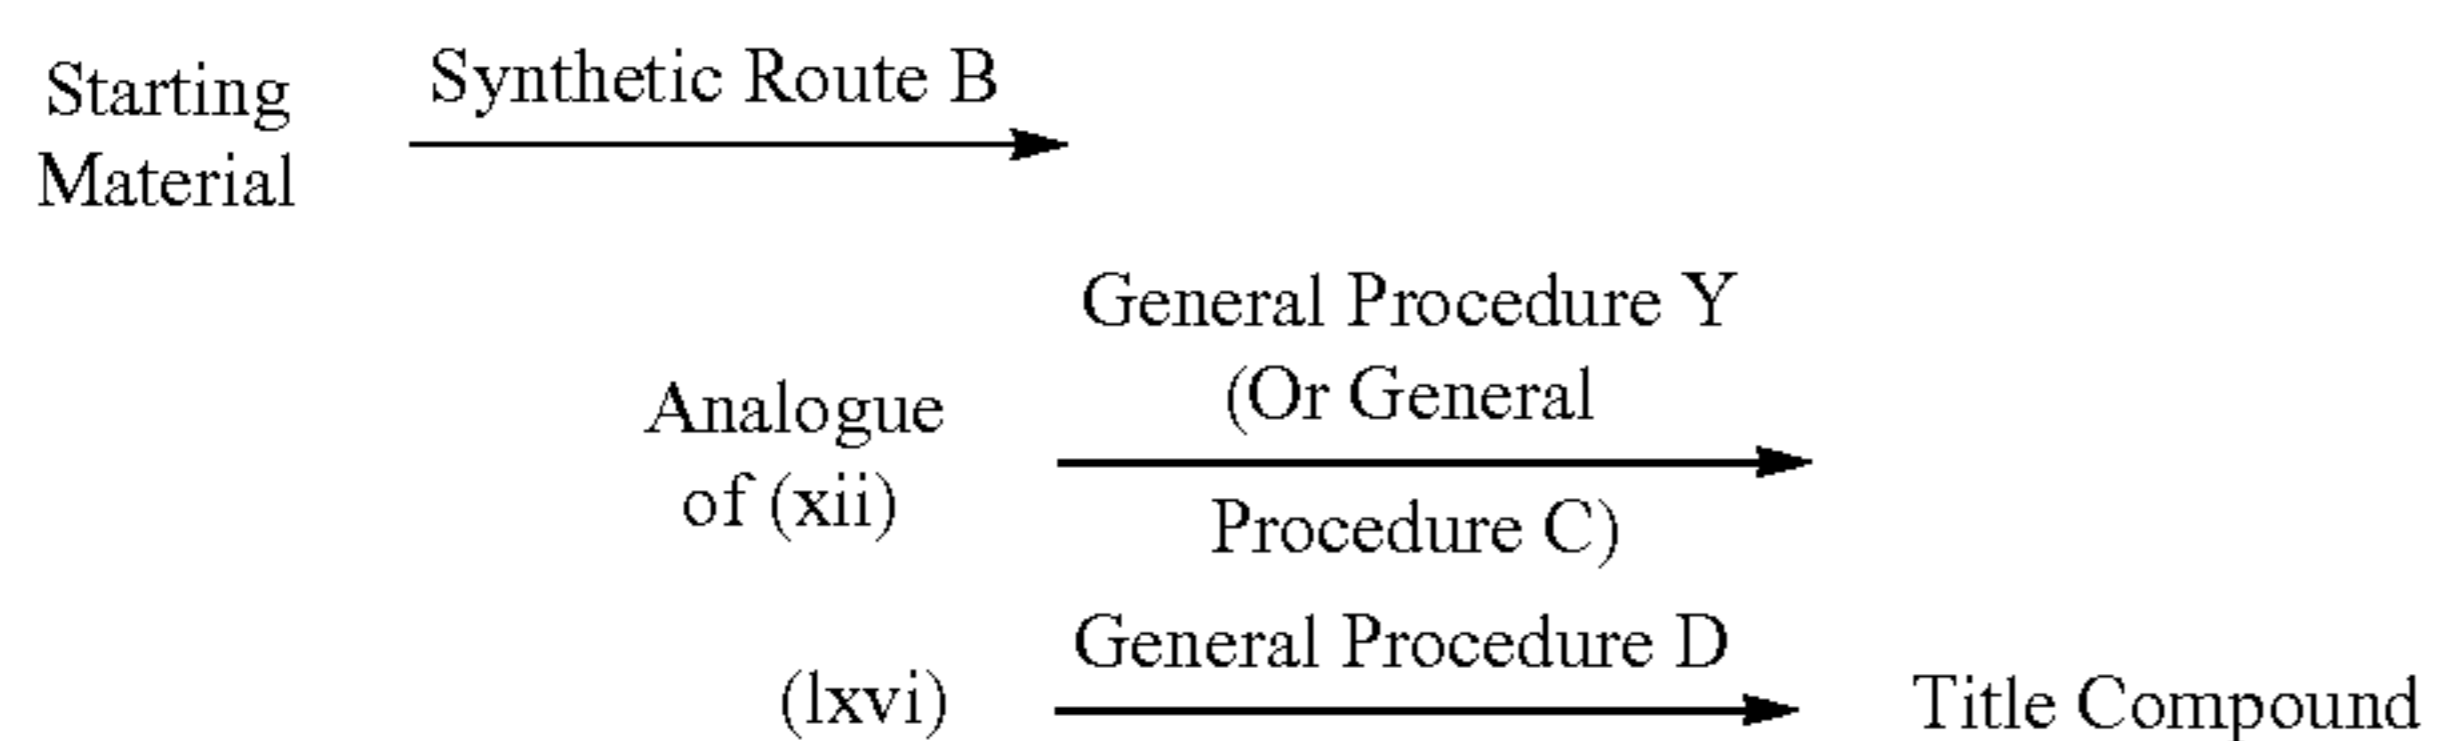 Starting
Material
Synthetic Route B
Analogue
of (xii)
General Procedure Y
(Or General
Procedure C)
(lxvi)
General Procedure D
Title Compound